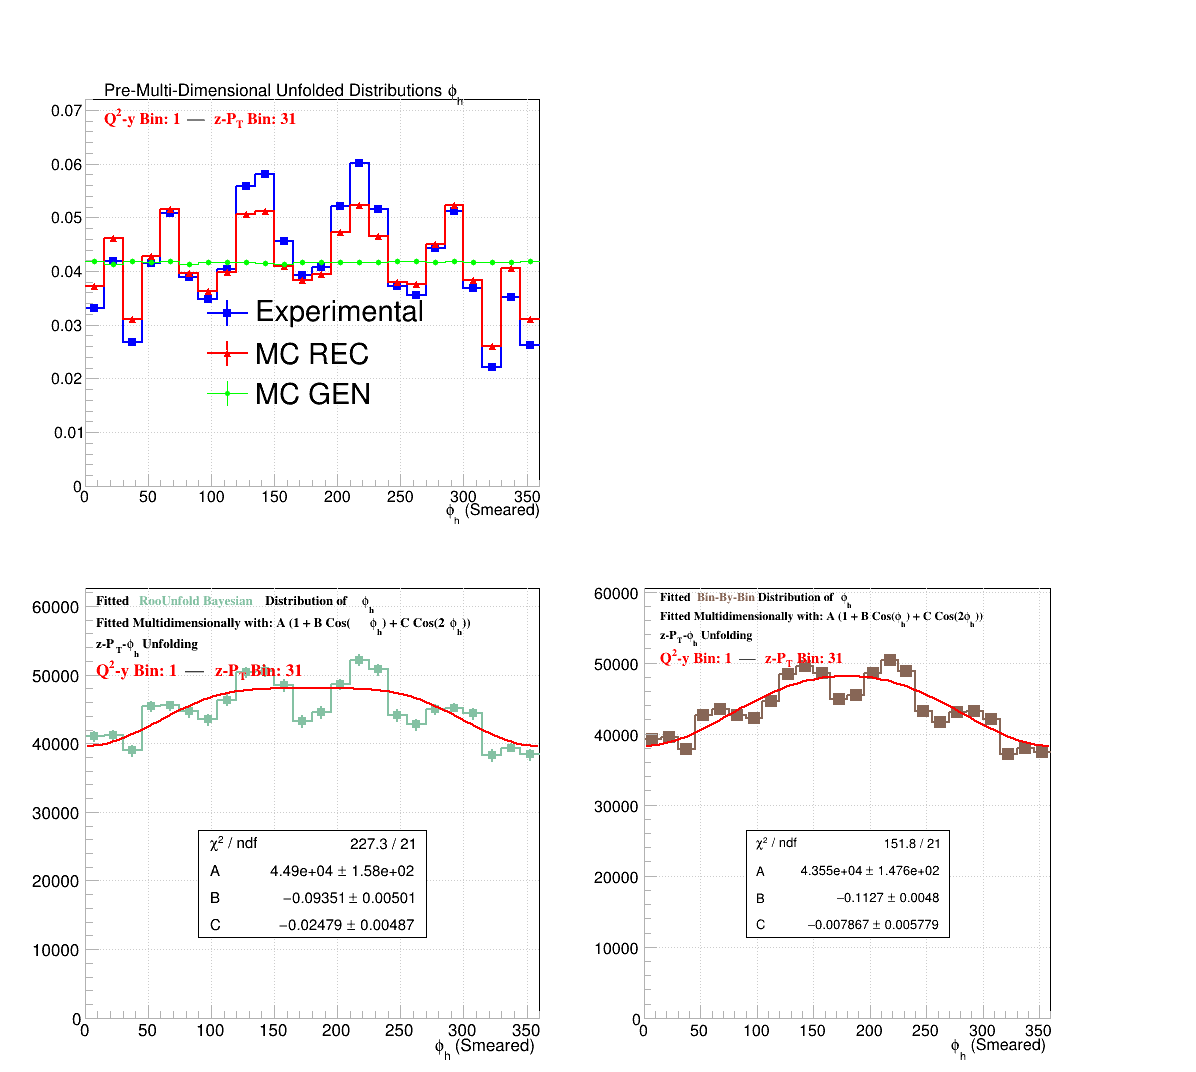 Pre-Multi-Dimensional Unfolded Distributions ϕh
Q2-y Bin: 1 — z-PT Bin: 31
0.07
0.06
0.05
0.04
0.03
0.02
0.01
0
Experimental
MC REC
MC GEN
0 50 100 150 200 250 300 350
ϕh (Smeared)
Fitted RooUnfold Bayesian Distribution of ϕh
Fitted Multidimensionally with: A (1 + B Cos( ϕh) + C Cos(2 ϕh))
z-PT-ϕh Unfolding
Q2-y Bin: 1 — z-PT Bin: 31
60000
50000
40000
30000
20000
10000
0
χ2 / ndf 227.3 / 21
A 4.49e+04 ± 1.58e+02
B −0.09351 ± 0.00501
C −0.02479 ± 0.00487
0 50 100 150 200 250 300 350
ϕh (Smeared)
Fitted Bin-By-Bin Distribution of ϕh
Fitted Multidimensionally with: A (1 + B Cos(ϕh) + C Cos(2ϕh))
z-PT-ϕh Unfolding
Q2-y Bin: 1 — z-PT Bin: 31
60000
50000
40000
30000
20000
10000
0
χ2 / ndf 151.8 / 21
A 4.355e+04 ± 1.476e+02
B −0.1127 ± 0.0048
C −0.007867 ± 0.005779
0 50 100 150 200 250 300 350
ϕh (Smeared)